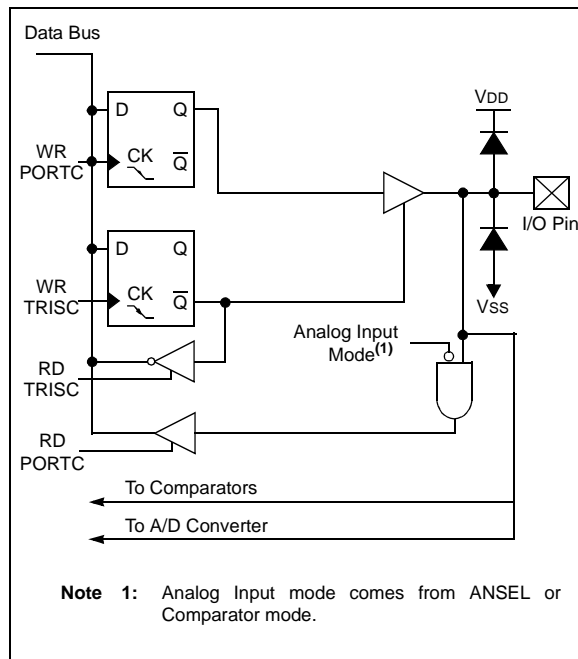 Data Bus
D Q
VDD
WR
PORTC
CK Q̅
I/O Pin
D Q
WR
TRISC
CK Q̅
VSS
Analog Input
Mode(1)
RD
TRISC
RD
PORTC
To Comparators
To A/D Converter
Note 1: Analog Input mode comes from ANSEL or
Comparator mode.